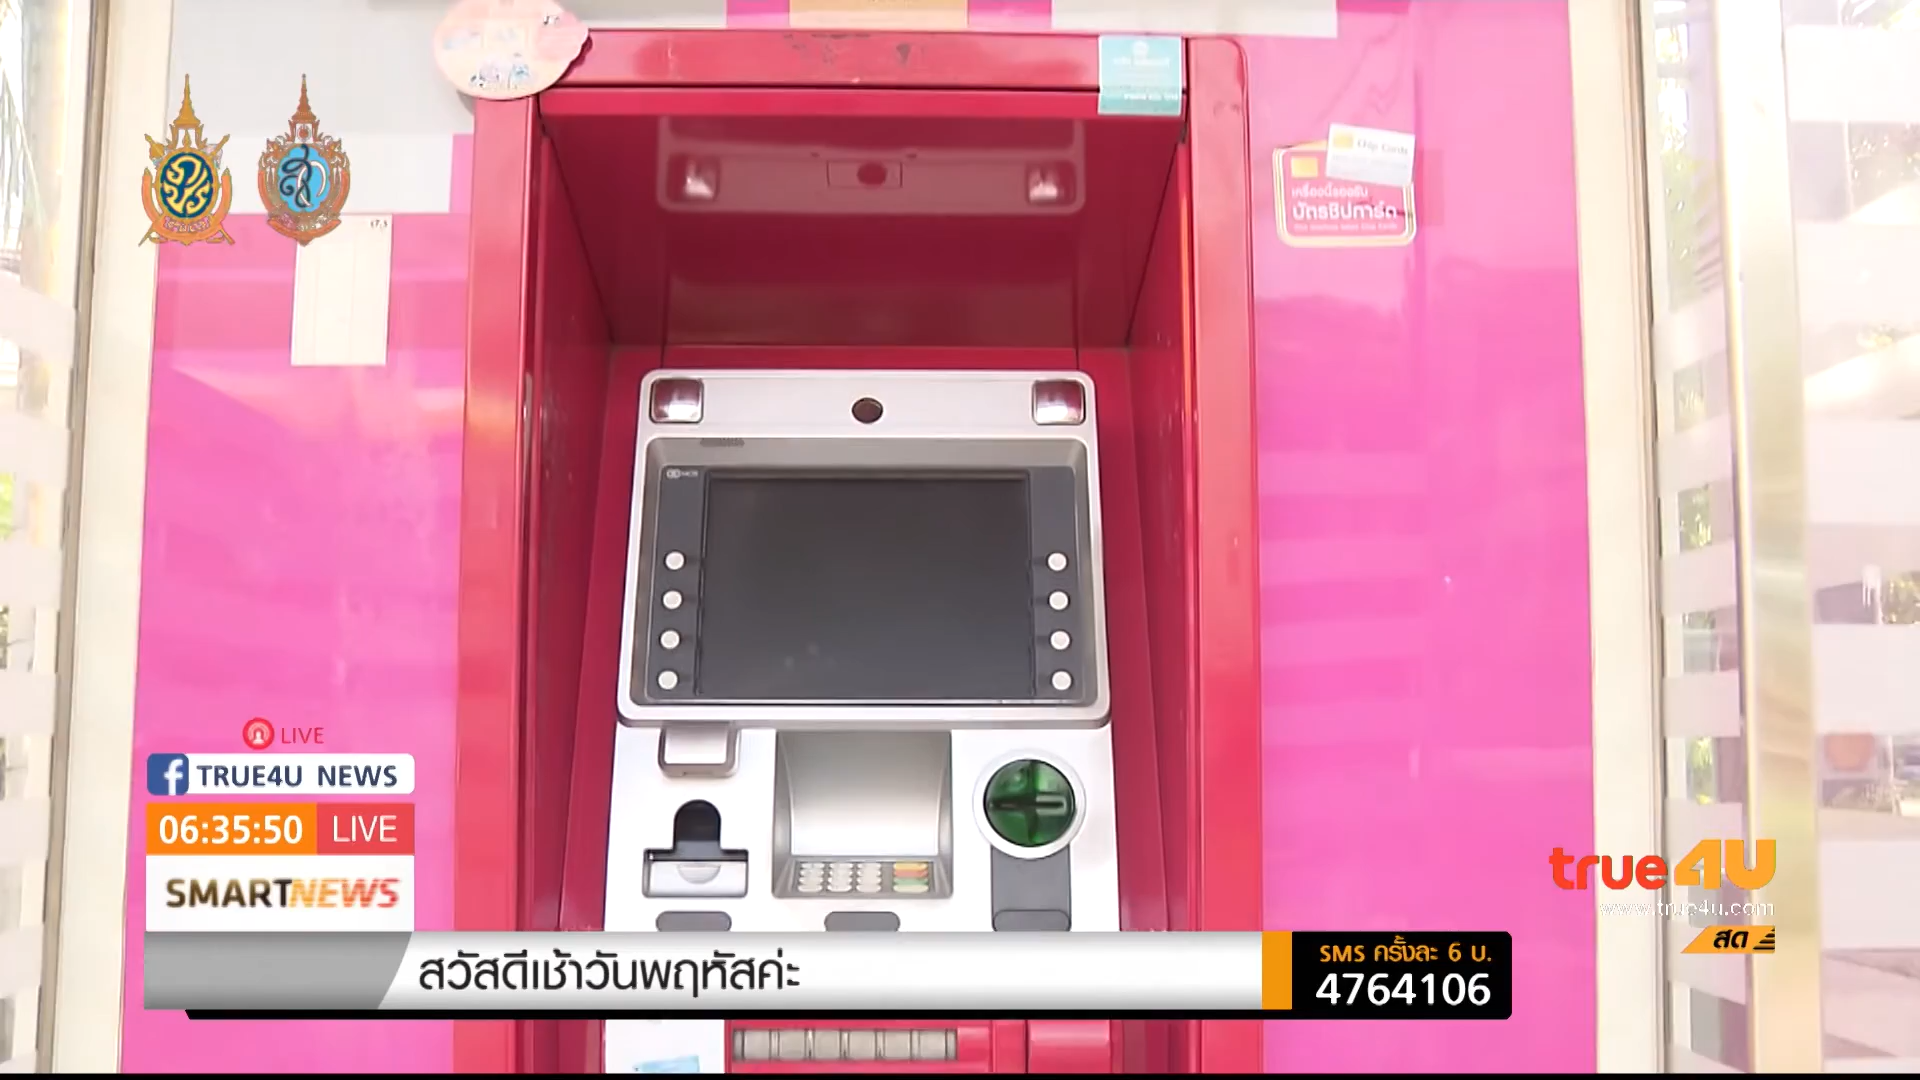 Chip Cards
เครื่องนี้รองรับ
บัตรชิปการ์ด
LIVE
TRUE4U NEWS
06:35:50 LIVE
SMARTNEWS
สวัสดีเช้าวันพฤหัสค่ะ
SMS ครั้งละ 6 บ.
4764106
true4U
www.true4u.com
สด